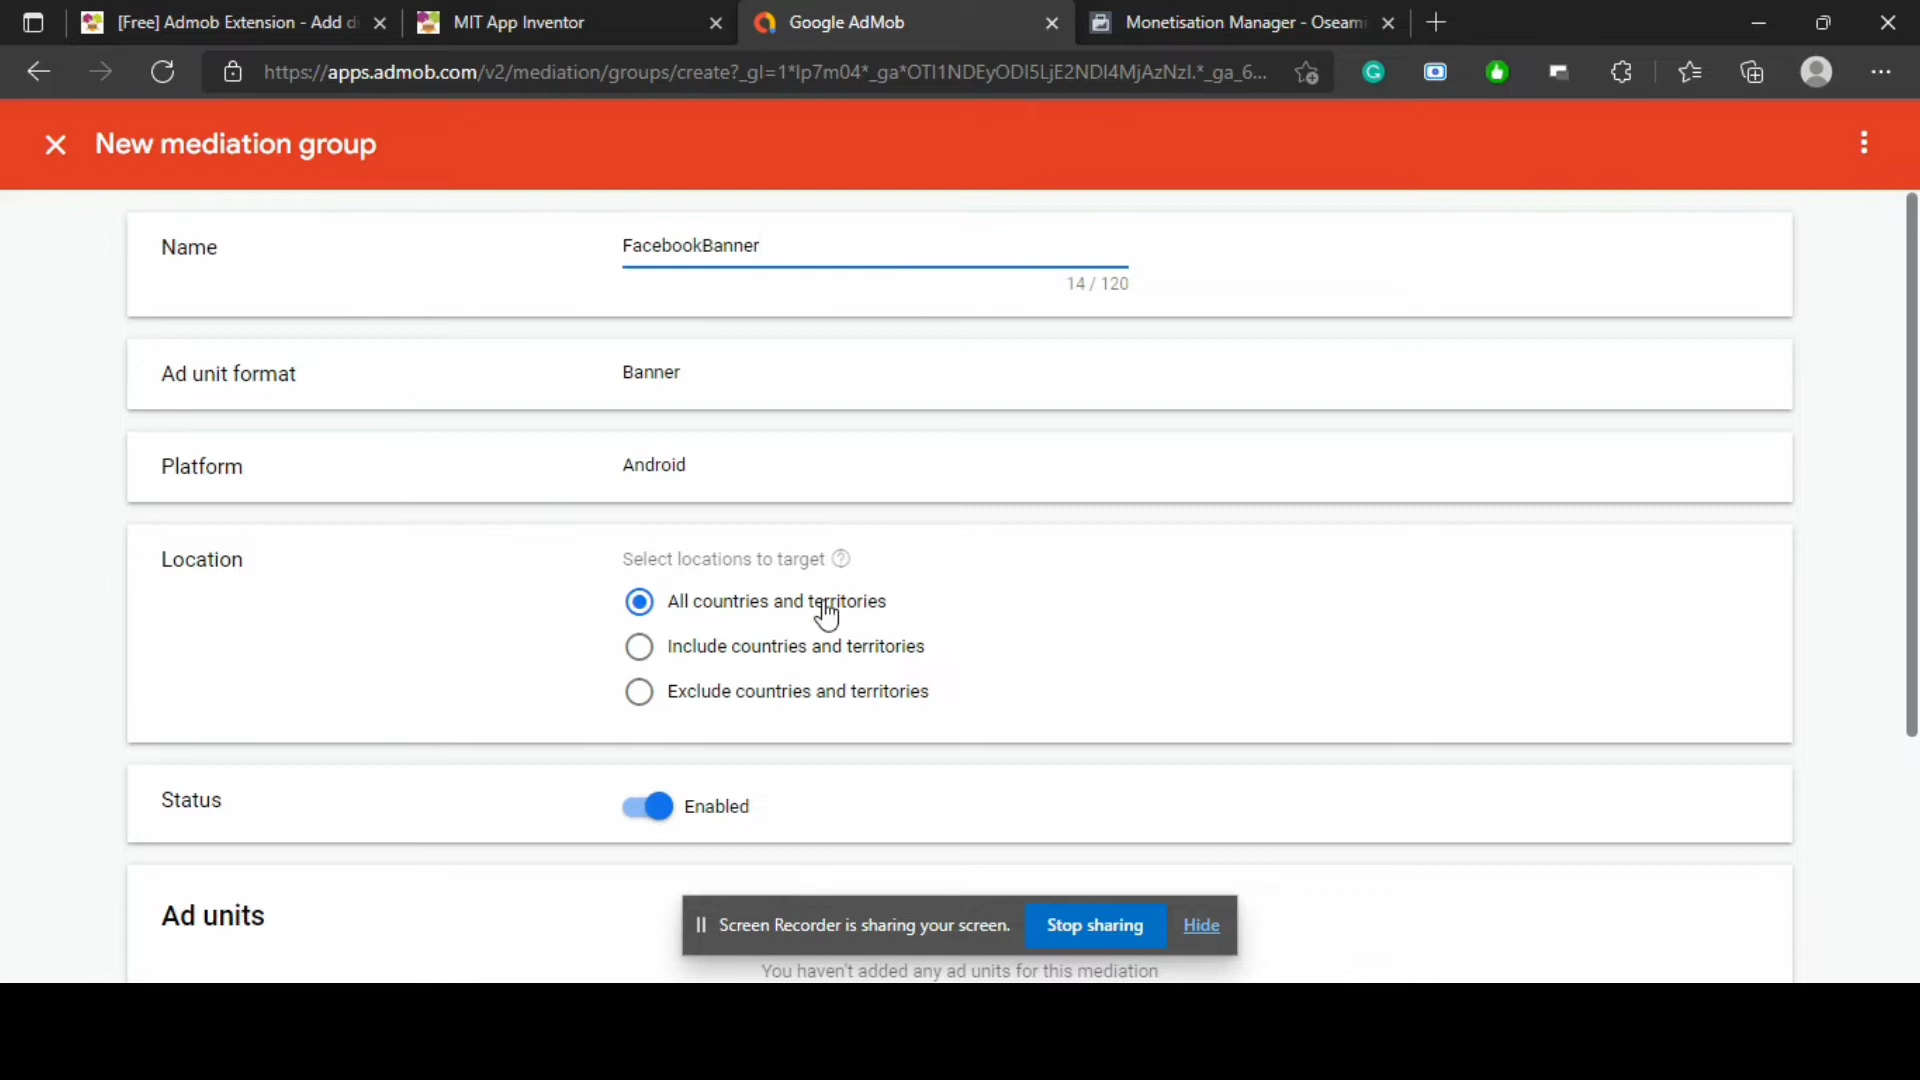 [Free] Admob Extension - Add di
MIT App Inventor
Google AdMob
Monetisation Manager - Oseami
https://apps.admob.com/v2/mediation/groups/create?_gl=1*lp7m04*_ga*OTI1NDEyODI5LjE2NDI4MjAzNzI.*_ga_6...
New mediation group
Name
FacebookBanner
14 / 120
Ad unit format
Banner
Platform
Android
Location
Select locations to target
All countries and territories
Include countries and territories
Exclude countries and territories
Status
Enabled
Ad units
Screen Recorder is sharing your screen.
Stop sharing
Hide
You haven't added any ad units for this mediation